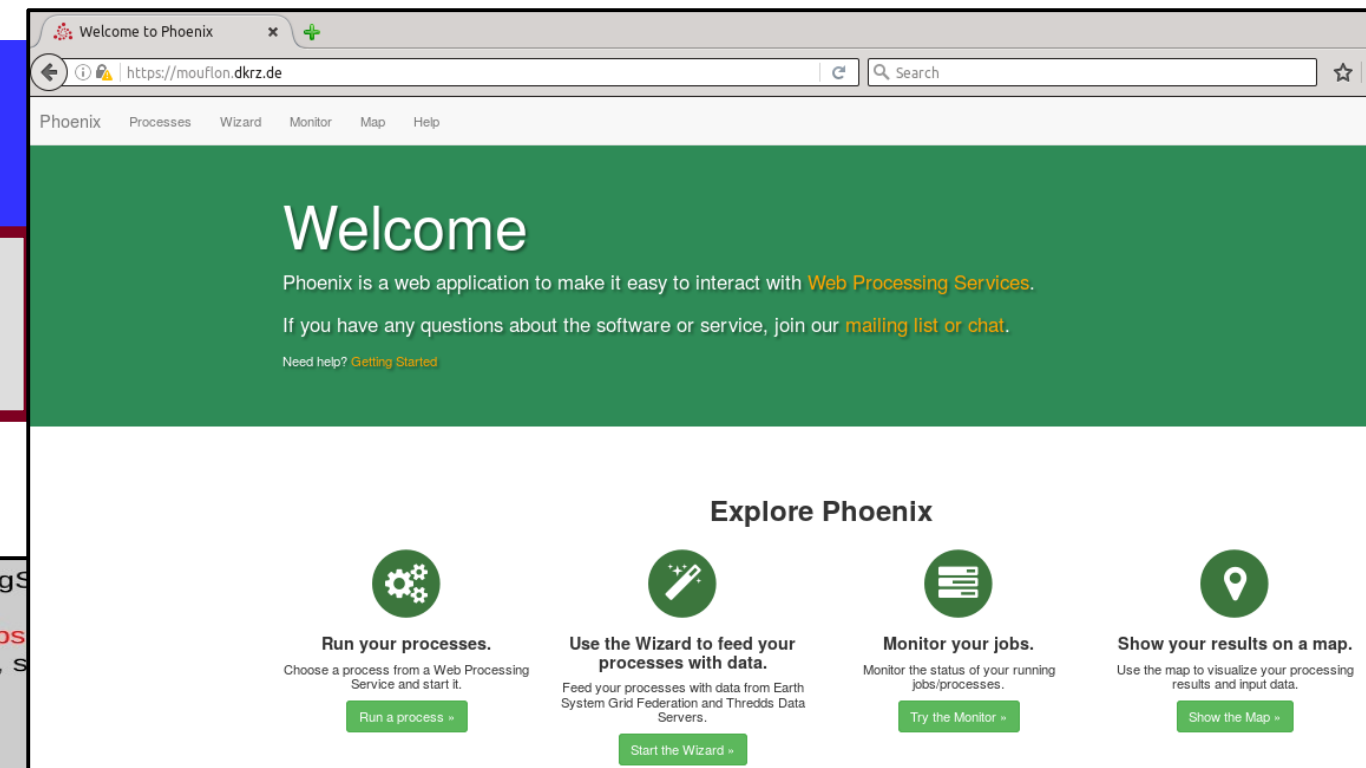 Welcome to Phoenix
https://mouflon.dkrz.de
Search
Phoenix Processes Wizard Monitor Map Help
Welcome
Phoenix is a web application to make it easy to interact with Web Processing Services.
If you have any questions about the software or service, join our mailing list or chat.
Need help? Getting Started
Explore Phoenix
Run your processes.
Choose a process from a Web Processing
Service and start it.
Run a process »
Use the Wizard to feed your
processes with data.
Feed your processes with data from Earth
System Grid Federation and Thredds Data
Servers.
Start the Wizard »
Monitor your jobs.
Monitor the status of your running
jobs/processes.
Try the Monitor »
Show your results on a map.
Use the map to visualize your processing
results and input data.
Show the Map »